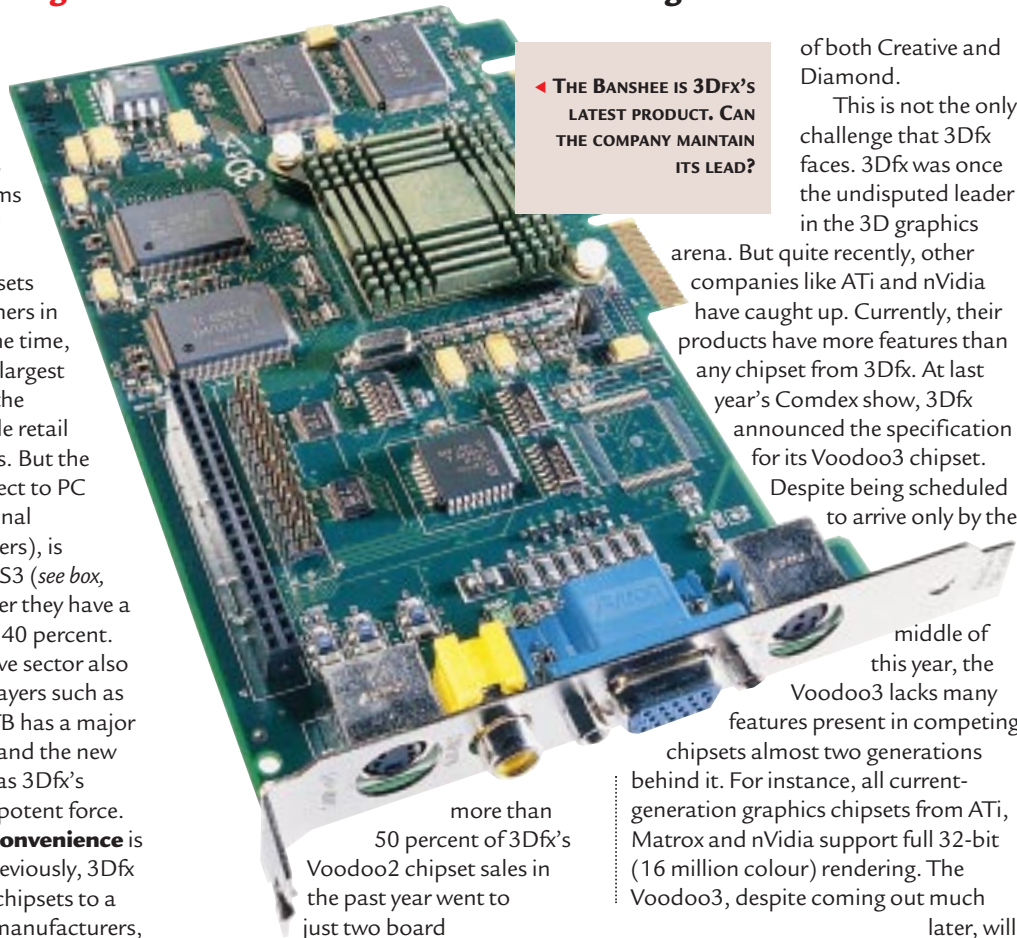 ms
sets
ners in
ne time,
largest
the
le retail
s. But the
ect to PC
nal
ers), is
S3 (see box,
er they have a
40 percent.
ve sector also
layers such as
TB has a major
and the new
as 3Dfx's
potent force.
onvenience is
eviously, 3Dfx
chipsets to a
manufacturers,
more than
50 percent of 3Dfx's
Voodoo2 chipset sales in
the past year went to
just two board
◀ THE BANSHEE IS 3DFX'S
LATEST PRODUCT. CAN
THE COMPANY MAINTAIN
ITS LEAD?
of both Creative and
Diamond.
This is not the only
challenge that 3Dfx
faces. 3Dfx was once
the undisputed leader
in the 3D graphics
arena. But quite recently, other
companies like ATi and nVidia
have caught up. Currently, their
products have more features than
any chipset from 3Dfx. At last
year's Comdex show, 3Dfx
announced the specification
for its Voodoo3 chipset.
Despite being scheduled
to arrive only by the
middle of
this year, the
Voodoo3 lacks many
features present in competing
chipsets almost two generations
behind it. For instance, all current-
generation graphics chipsets from ATi,
Matrox and nVidia support full 32-bit
(16 million colour) rendering. The
Voodoo3, despite coming out much
later, will